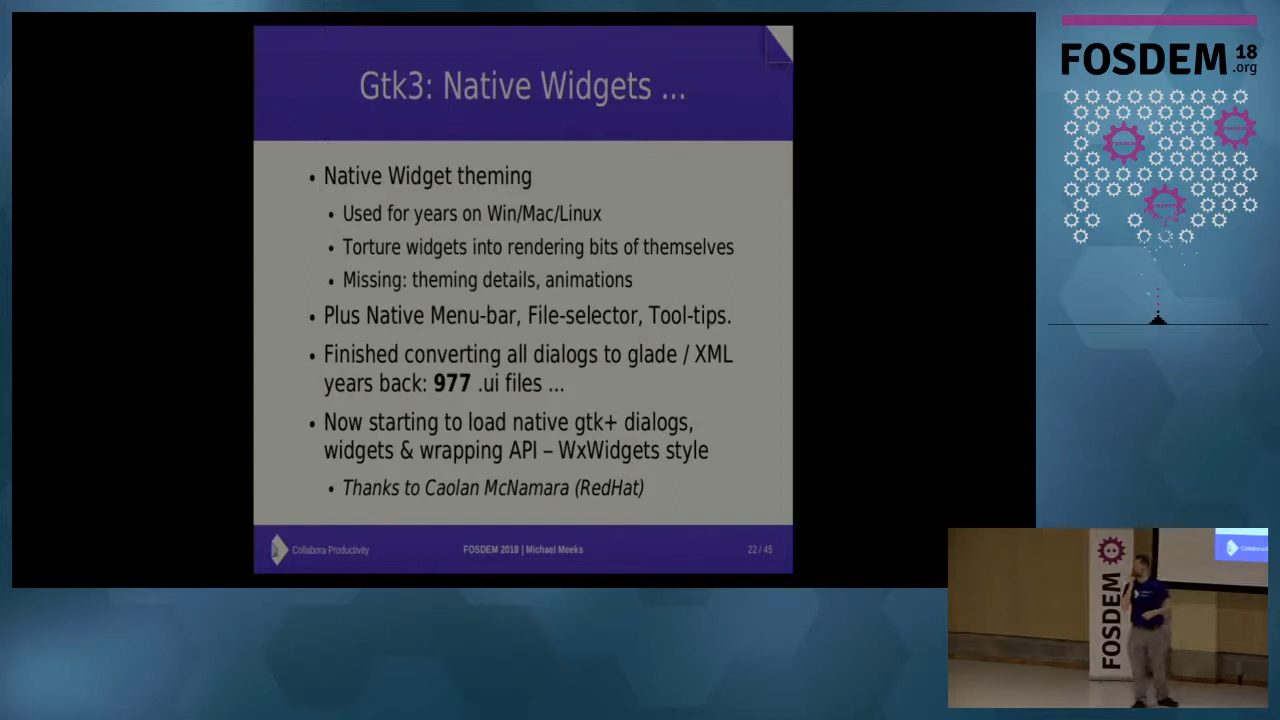 Gtk3: Native Widgets ...
• Native Widget theming
• Used for years on Win/Mac/Linux
• Torture widgets into rendering bits of themselves
• Missing: theming details, animations
• Plus Native Menu-bar, File-selector, Tool-tips.
• Finished converting all dialogs to glade / XML
years back: 977 .ui files ...
• Now starting to load native gtk+ dialogs,
widgets & wrapping API – WxWidgets style
• Thanks to Caolan McNamara (RedHat)
Collabora Productivity
FOSDEM 2018 | Michael Meeks
22 / 45
FOSDEM 18
.org
FOSDEM